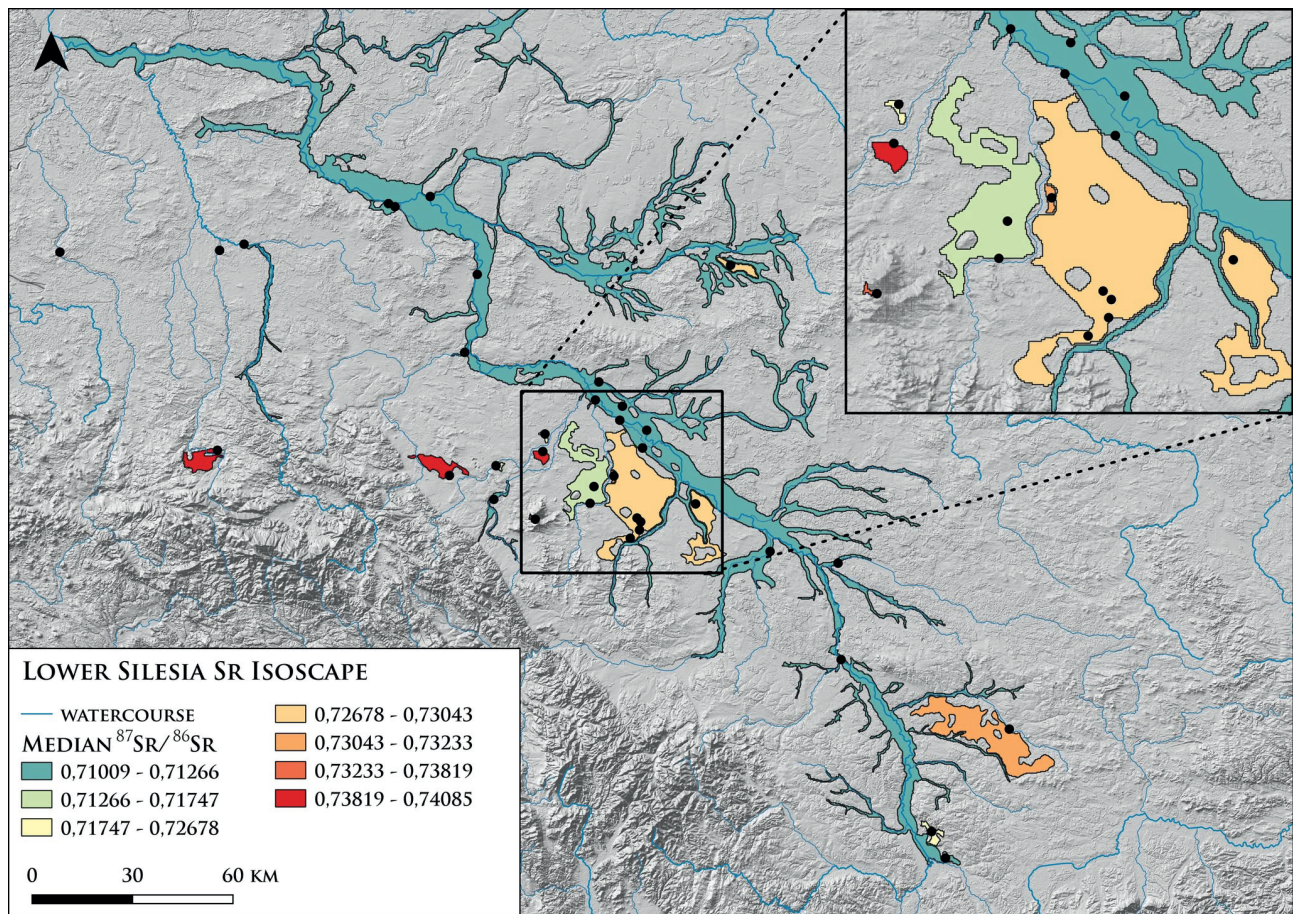 LOWER SILESIA SR ISOSCAPE
WATERCOURSE
MEDIAN ⁸⁷SR/⁸⁶SR
0,71009 - 0,71266
0,71266 - 0,71747
0,71747 - 0,72678
0,72678 - 0,73043
0,73043 - 0,73233
0,73233 - 0,73819
0,73819 - 0,74085
0 30 60 KM